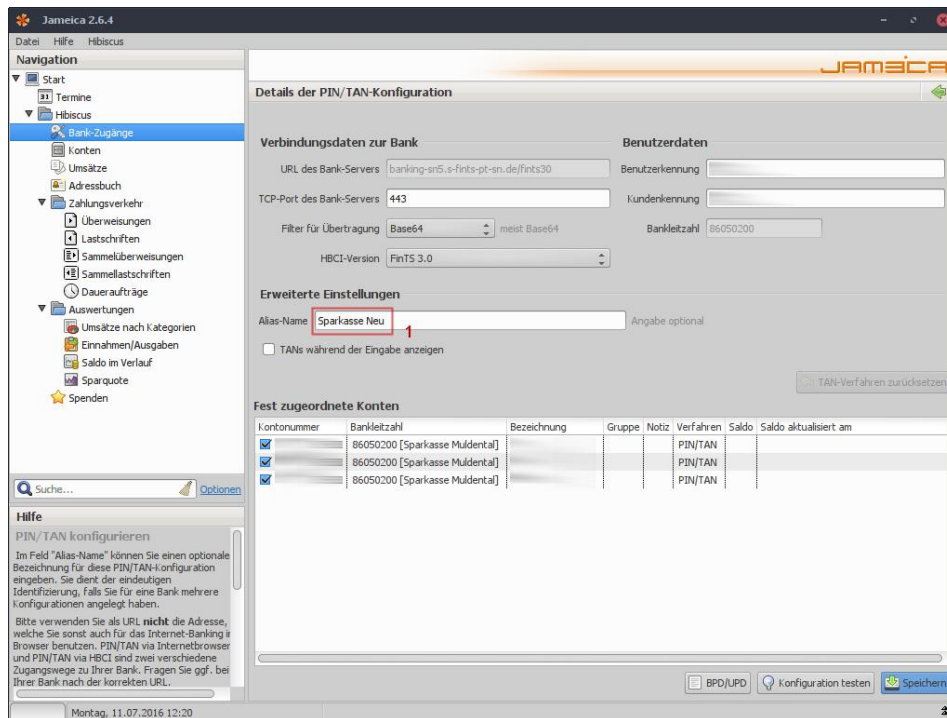 Jameica 2.6.4
Datei Hilfe Hibiscus
Navigation
Start
31 Termine
Hibiscus
Bank-Zugänge
Konten
Umsätze
Adressbuch
Zahlungsverkehr
Überweisungen
Lastschriften
Sammelüberweisungen
Sammellastschriften
Daueraufträge
Auswertungen
Umsätze nach Kategorien
Einnahmen/Ausgaben
Saldo im Verlauf
Sparquote
Spenden
Suche... Optionen
Hilfe
PIN/TAN konfigurieren
Im Feld "Alias-Name" können Sie einen optionale
Bezeichnung für diese PIN/TAN-Konfiguration
eingeben. Sie dient der eindeutigen
Identifizierung, falls Sie für eine Bank mehrere
Konfigurationen angelegt haben.
Bitte verwenden Sie als URL nicht die Adresse,
welche Sie sonst auch für das Internet-Banking in
Browser benutzen. PIN/TAN via Internetbrowser
und PIN/TAN via HBCI sind zwei verschiedene
Zugangswege zu Ihrer Bank. Fragen Sie ggf. bei
Ihrer Bank nach der korrekten URL.
JAMEICA
Details der PIN/TAN-Konfiguration
Verbindungsdaten zur Bank
URL des Bank-Servers banking-sn5.s-fints-pt-sn.de/fints30
TCP-Port des Bank-Servers 443
Filter für Übertragung Base64 meist Base64
HBCI-Version FinTS 3.0
Benutzerdaten
Benutzerkennung
Kundenkennung
Bankleitzahl 86050200
Erweiterte Einstellungen
Alias-Name Sparkasse Neu 1 Angabe optional
TANs während der Eingabe anzeigen
TAN-Verfahren zurücksetzen
Fest zugeordnete Konten
Kontonummer Bankleitzahl Bezeichnung Gruppe Notiz Verfahren Saldo Saldo aktualisiert am
86050200 [Sparkasse Muldental] PIN/TAN
86050200 [Sparkasse Muldental] PIN/TAN
86050200 [Sparkasse Muldental] PIN/TAN
BPD/UPD Konfiguration testen Speichern
Montag, 11.07.2016 12:20